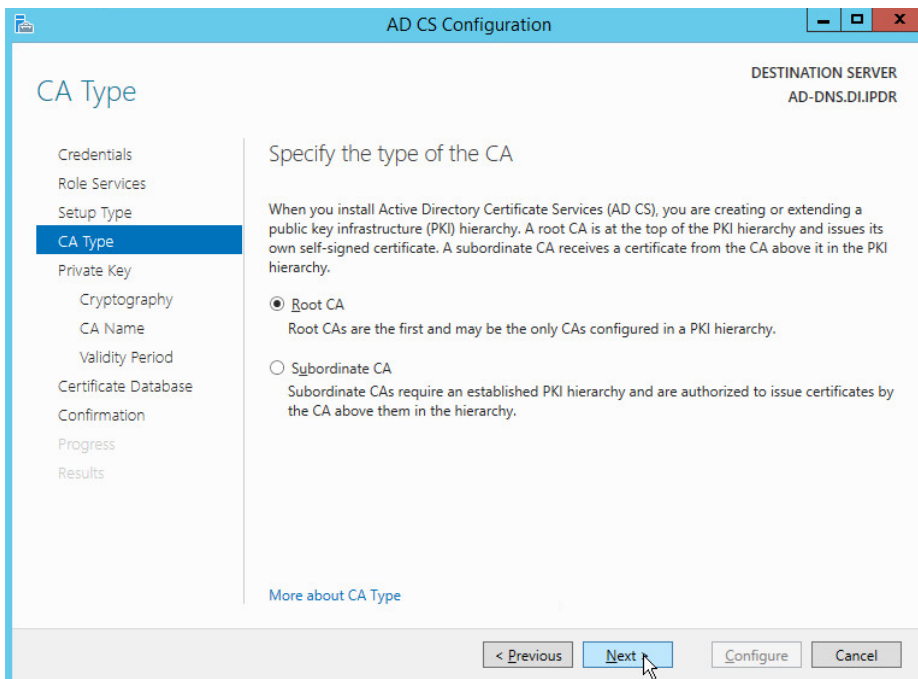 AD CS Configuration
CA Type
DESTINATION SERVER
AD-DNS.DI.IPDR
Credentials
Role Services
Setup Type
CA Type
Private Key
Cryptography
CA Name
Validity Period
Certificate Database
Confirmation
Progress
Results
Specify the type of the CA
When you install Active Directory Certificate Services (AD CS), you are creating or extending a
public key infrastructure (PKI) hierarchy. A root CA is at the top of the PKI hierarchy and issues its
own self-signed certificate. A subordinate CA receives a certificate from the CA above it in the PKI
hierarchy.
Root CA
Root CAs are the first and may be the only CAs configured in a PKI hierarchy.
Subordinate CA
Subordinate CAs require an established PKI hierarchy and are authorized to issue certificates by
the CA above them in the hierarchy.
More about CA Type
< Previous
Next >
Configure
Cancel